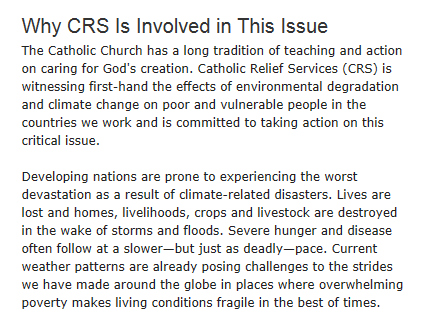 Why CRS Is Involved in This Issue
The Catholic Church has a long tradition of teaching and action
on caring for God's creation. Catholic Relief Services (CRS) is
witnessing first-hand the effects of environmental degradation
and climate change on poor and vulnerable people in the
countries we work and is committed to taking action on this
critical issue.
Developing nations are prone to experiencing the worst
devastation as a result of climate-related disasters. Lives are
lost and homes, livelihoods, crops and livestock are destroyed
in the wake of storms and floods. Severe hunger and disease
often follow at a slower—but just as deadly—pace. Current
weather patterns are already posing challenges to the strides
we have made around the globe in places where overwhelming
poverty makes living conditions fragile in the best of times.